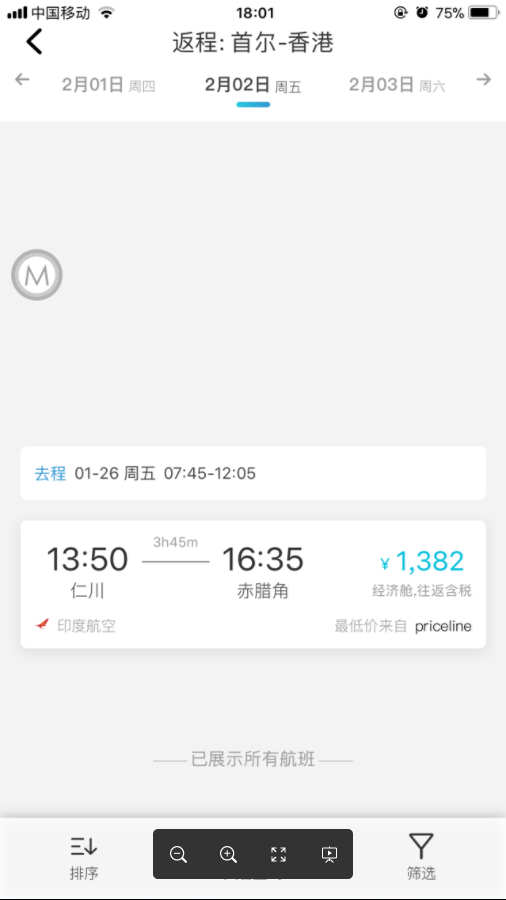 中国移动 18:01 75%
返程: 首尔-香港
2月01日 周四 2月02日 周五 2月03日 周六
M
去程 01-26 周五 07:45-12:05
3h45m
13:50 16:35 ¥1,382
仁川 赤腊角 经济舱,往返含税
印度航空 最低价来自 priceline
已展示所有航班
排序 筛选